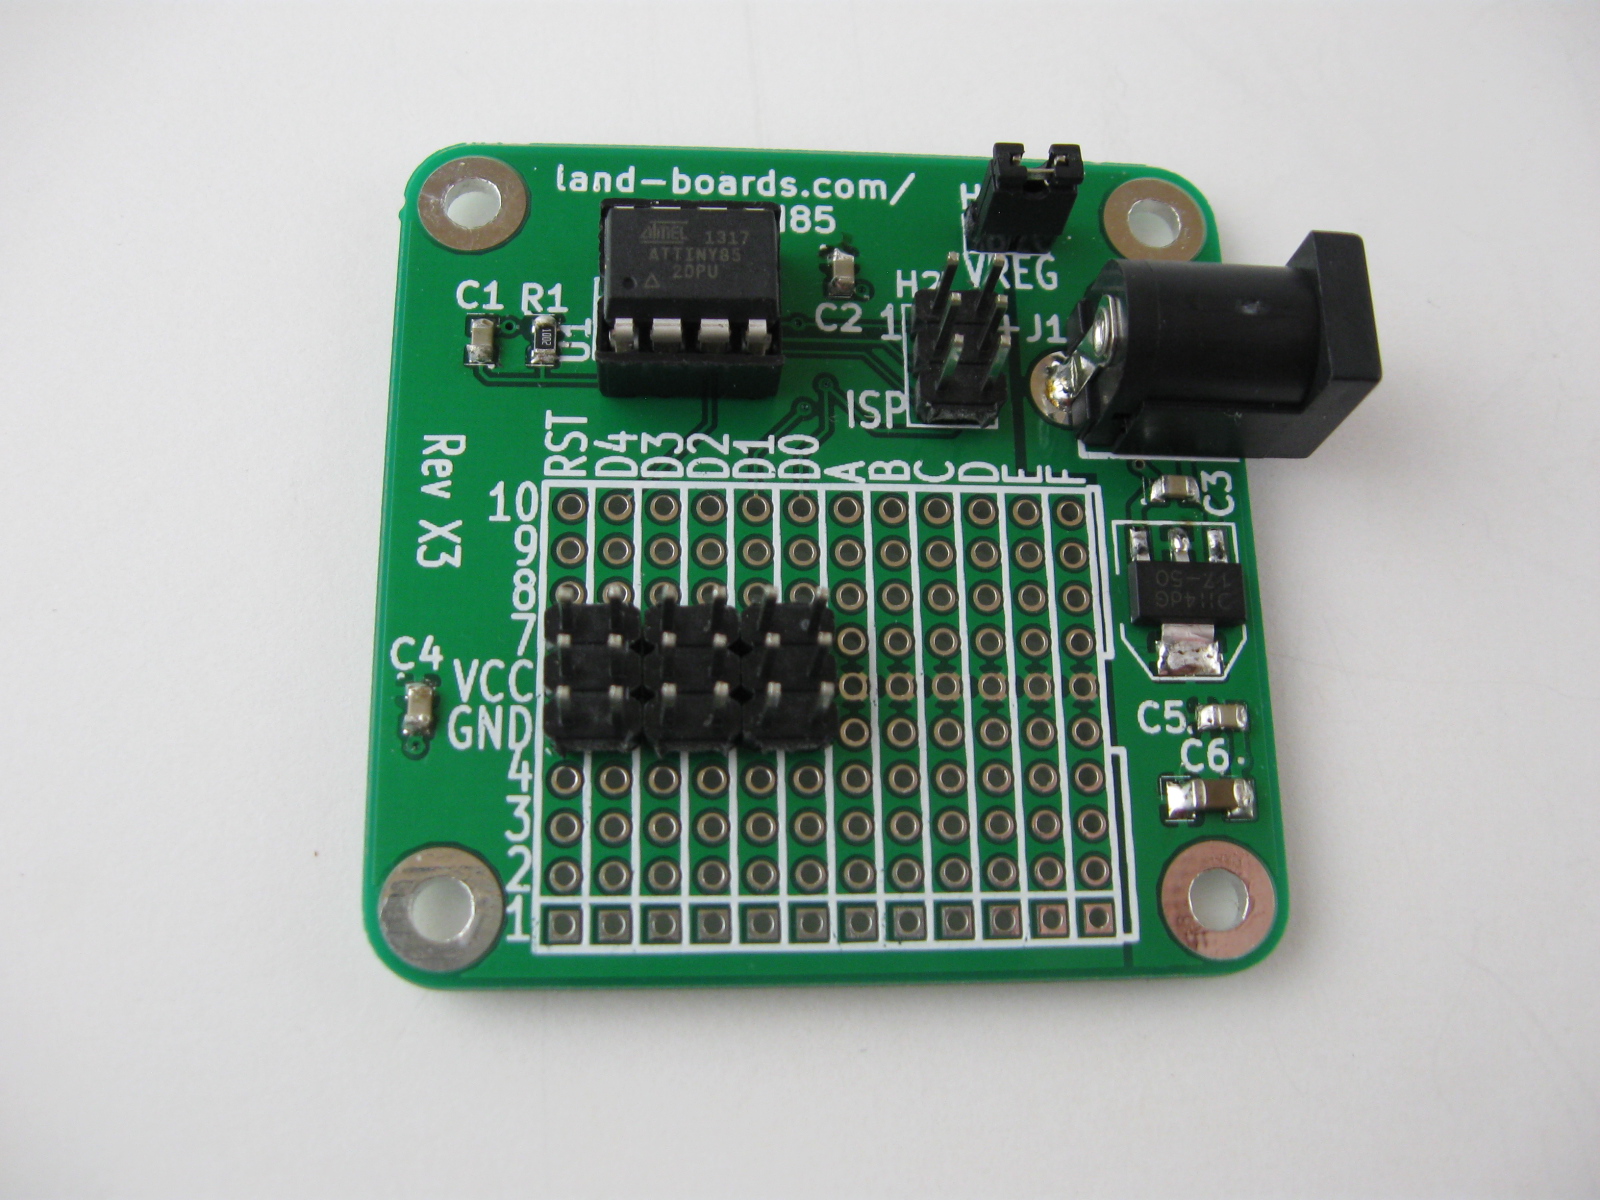 land-boards.com/
85
ATMEL 1317
ATTINY85
20PU
VREG
C1
R1
U1
C2
H2
1
J1
ISP
Rev X3
RST
D4
D3
D2
D1
D0
A
B
C
D
E
F
10
9
8
7
VCC
GND
4
3
2
1
C3
C4
C5
C6